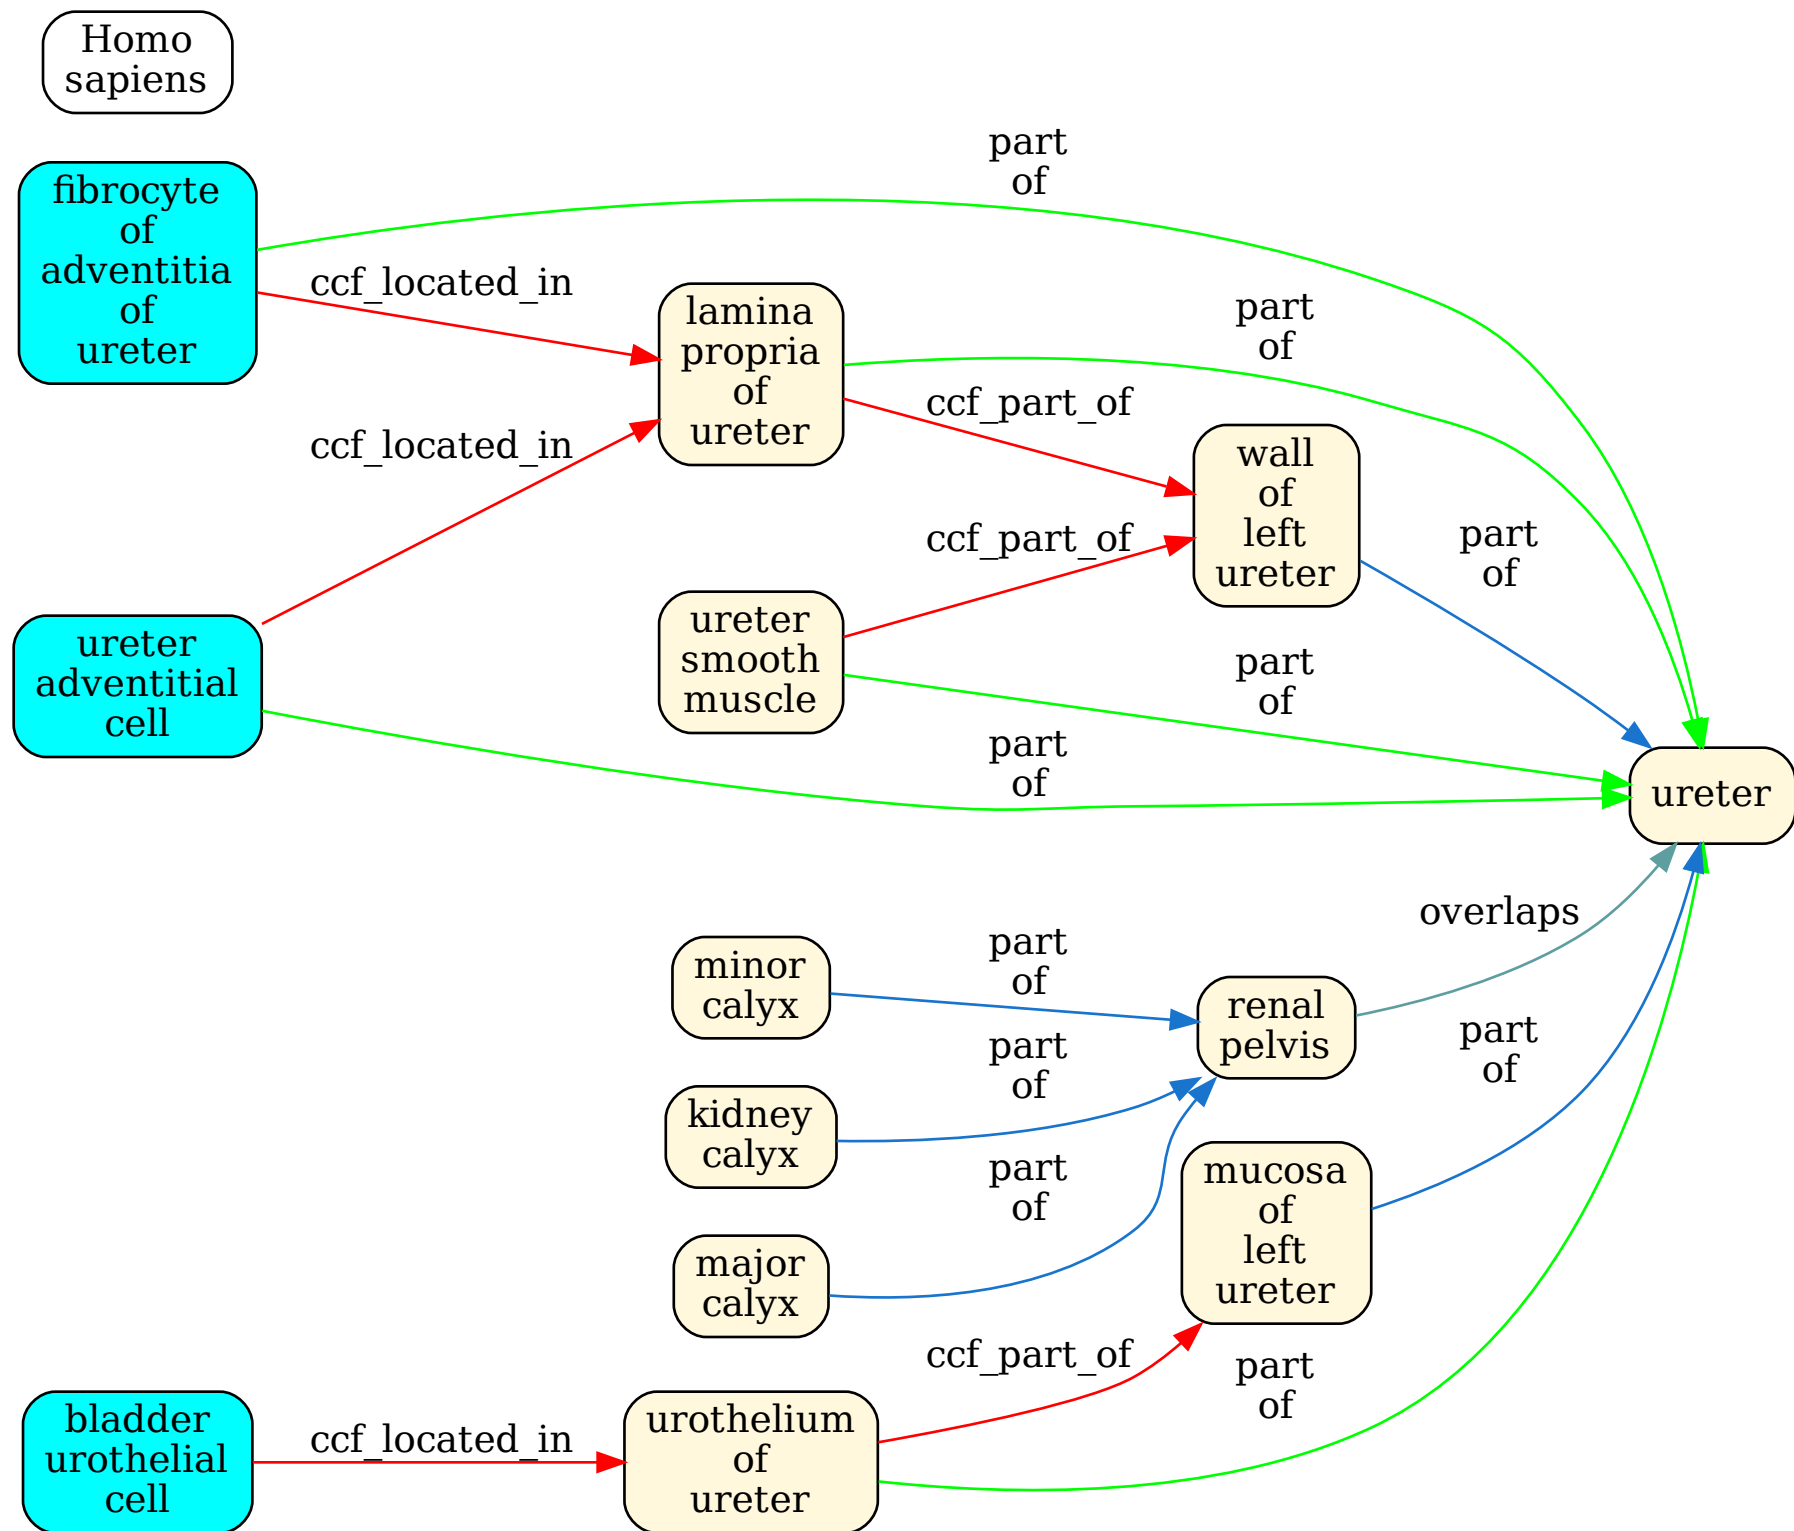 Homo
sapiens
fibrocyte
of
adventitia
of
ureter
part
of
ccf_located_in
lamina
propria
of
ureter
part
of
ccf_located_in
ccf_part_of
wall
of
left
ureter
ccf_part_of
part
of
ureter
smooth
muscle
part
of
ureter
adventitial
cell
part
of
ureter
overlaps
minor
calyx
part
of
renal
pelvis
part
of
kidney
calyx
part
of
part
of
mucosa
of
left
ureter
major
calyx
ccf_part_of
part
of
bladder
urothelial
cell
ccf_located_in
urothelium
of
ureter